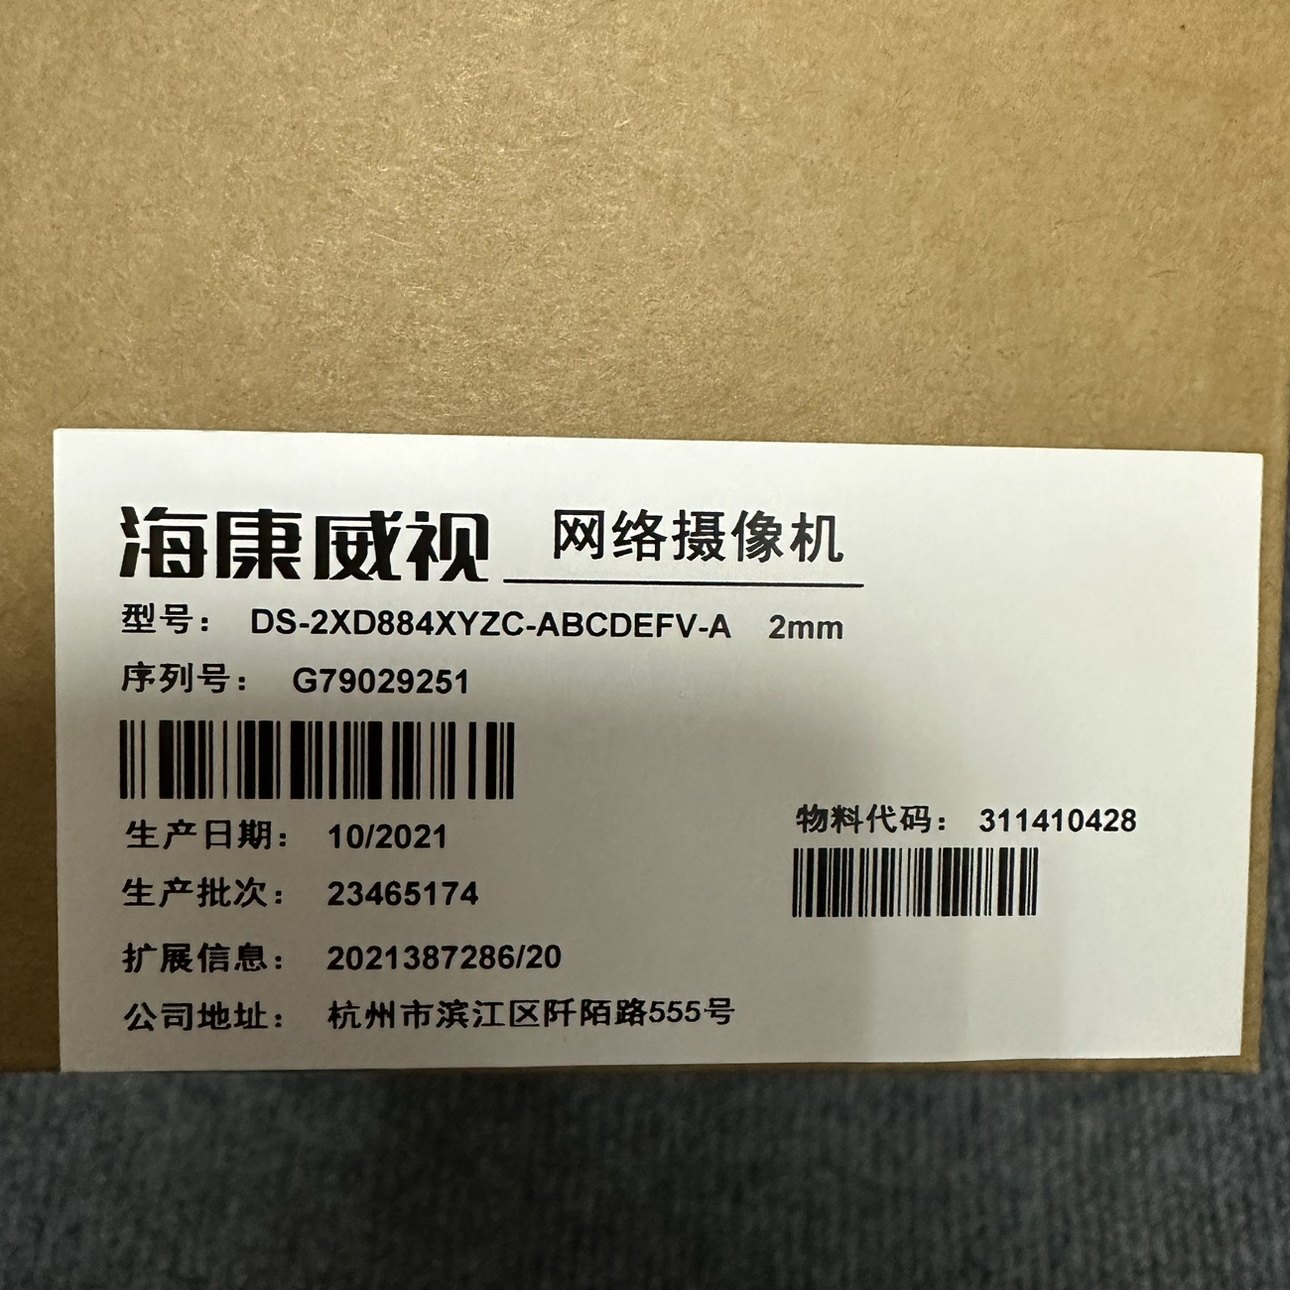 海康威视 网络摄像机
型号： DS-2XD884XYZC-ABCDEFV-A 2mm
序列号： G79029251
生产日期： 10/2021
物料代码： 311410428
生产批次： 23465174
扩展信息： 2021387286/20
公司地址： 杭州市滨江区阡陌路555号